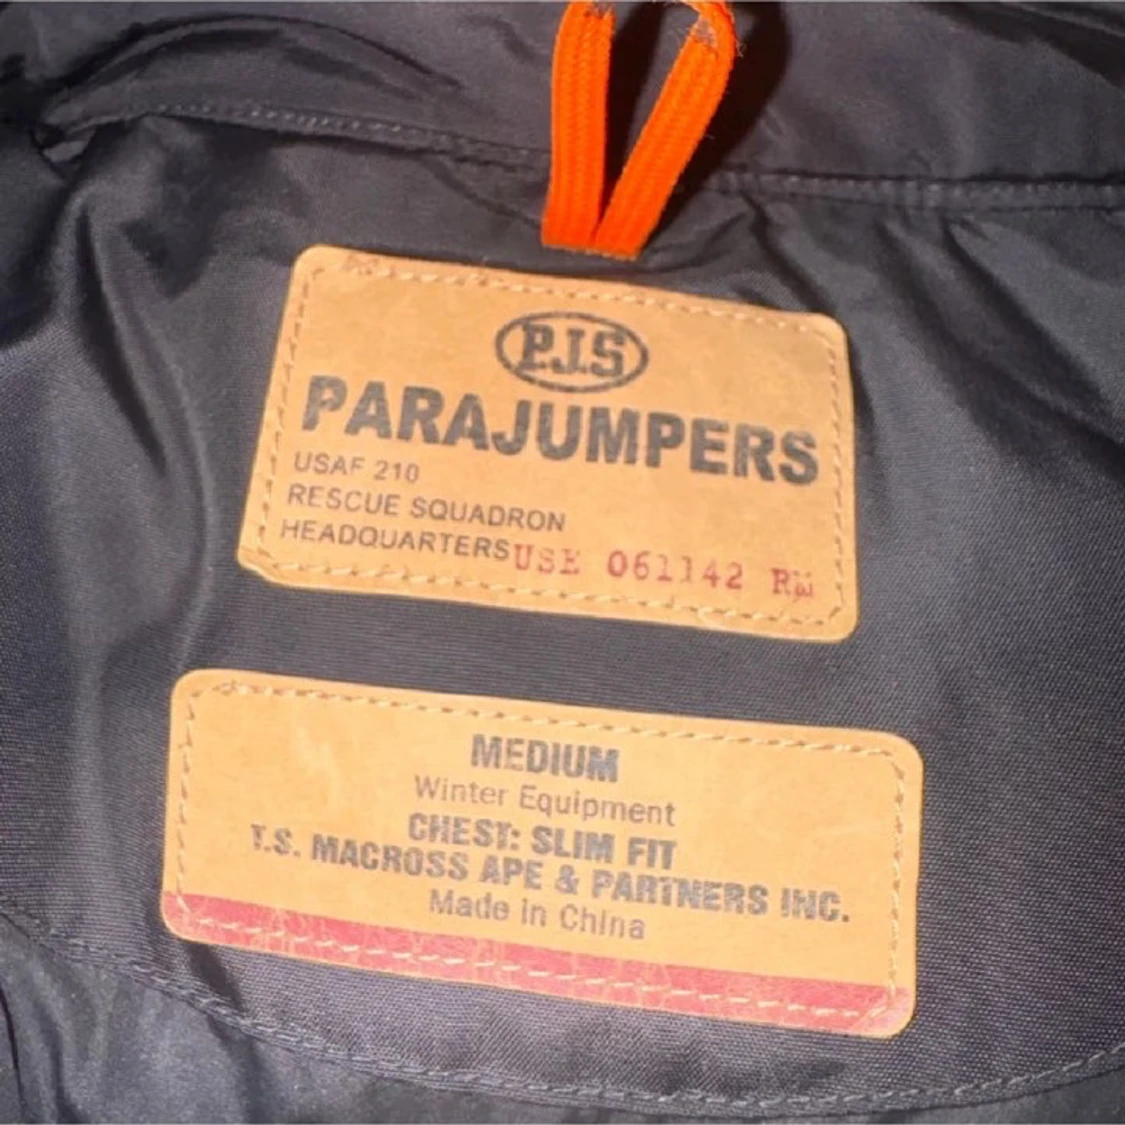 P.J.S
PARAJUMPERS
USAF 210
RESCUE SQUADRON
HEADQUARTERS USE 061142 RM
MEDIUM
Winter Equipment
CHEST: SLIM FIT
T.S. MACROSS APE & PARTNERS INC.
Made in China